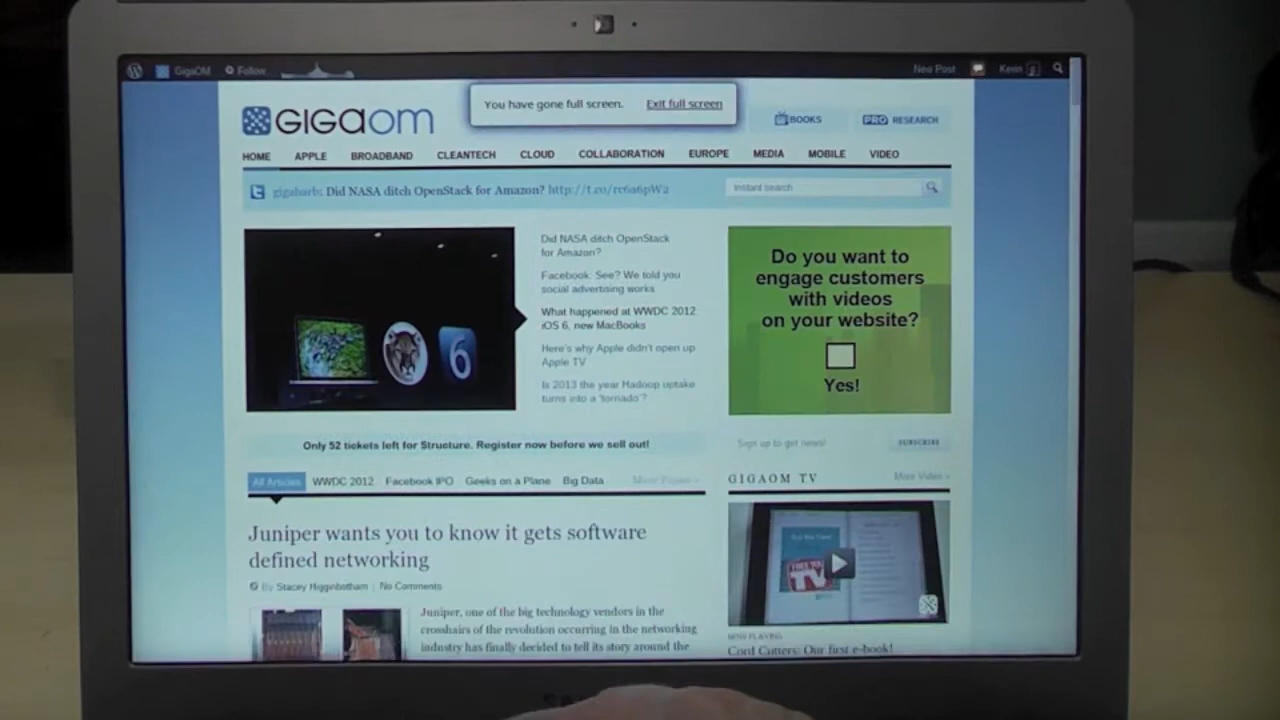 GigaOM Follow New Post Kevin
You have gone full screen. Exit full screen
GIGAOM
BOOKS
PRO RESEARCH
HOME APPLE BROADBAND CLEANTECH CLOUD COLLABORATION EUROPE MEDIA MOBILE VIDEO
gigabarb: Did NASA ditch OpenStack for Amazon? http://t.co/rc6a6pW2
Instant search
Did NASA ditch OpenStack
for Amazon?
Facebook: See? We told you
social advertising works
What happened at WWDC 2012:
iOS 6, new MacBooks
Here's why Apple didn't open up
Apple TV
Is 2013 the year Hadoop uptake
turns into a 'tornado'?
6
Do you want to
engage customers
with videos
on your website?
Yes!
Only 52 tickets left for Structure. Register now before we sell out!
Sign up to get news!
SUBSCRIBE
All Articles WWDC 2012 Facebook IPO Geeks on a Plane Big Data More Topics »
GIGAOM TV
More Video »
Juniper wants you to know it gets software
defined networking
By Stacey Higginbotham | No Comments
Juniper, one of the big technology vendors in the
crosshairs of the revolution occurring in the networking
industry has finally decided to tell its story around the
TV
NOW PLAYING
Cord Cutters: Our first e-book!